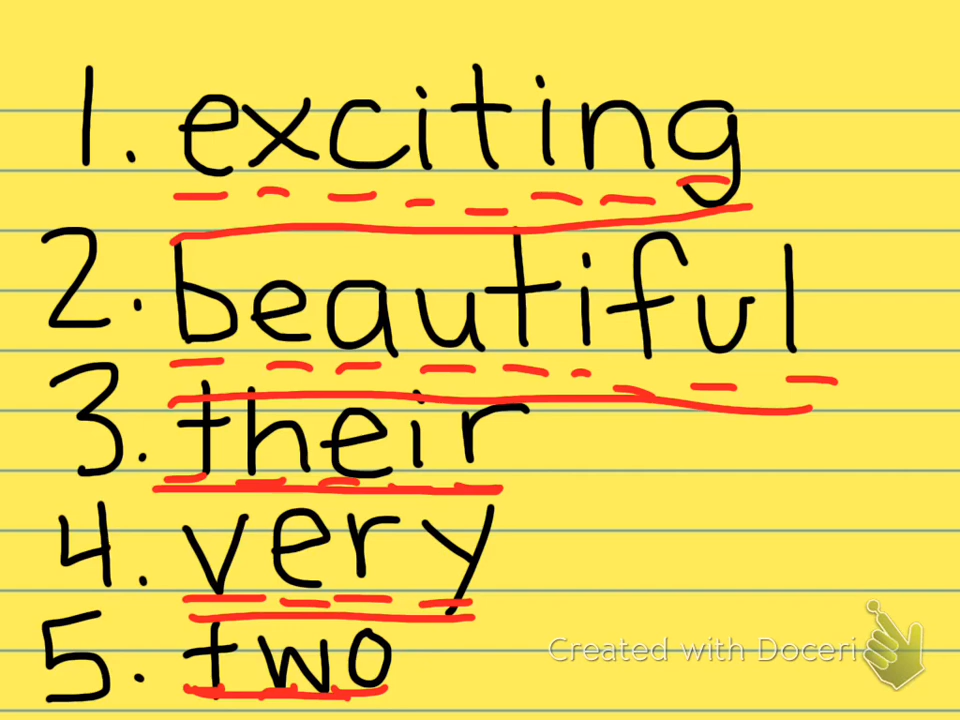 1. exciting
2. beautiful
3. their
4. very
5. two
Created with Doceri